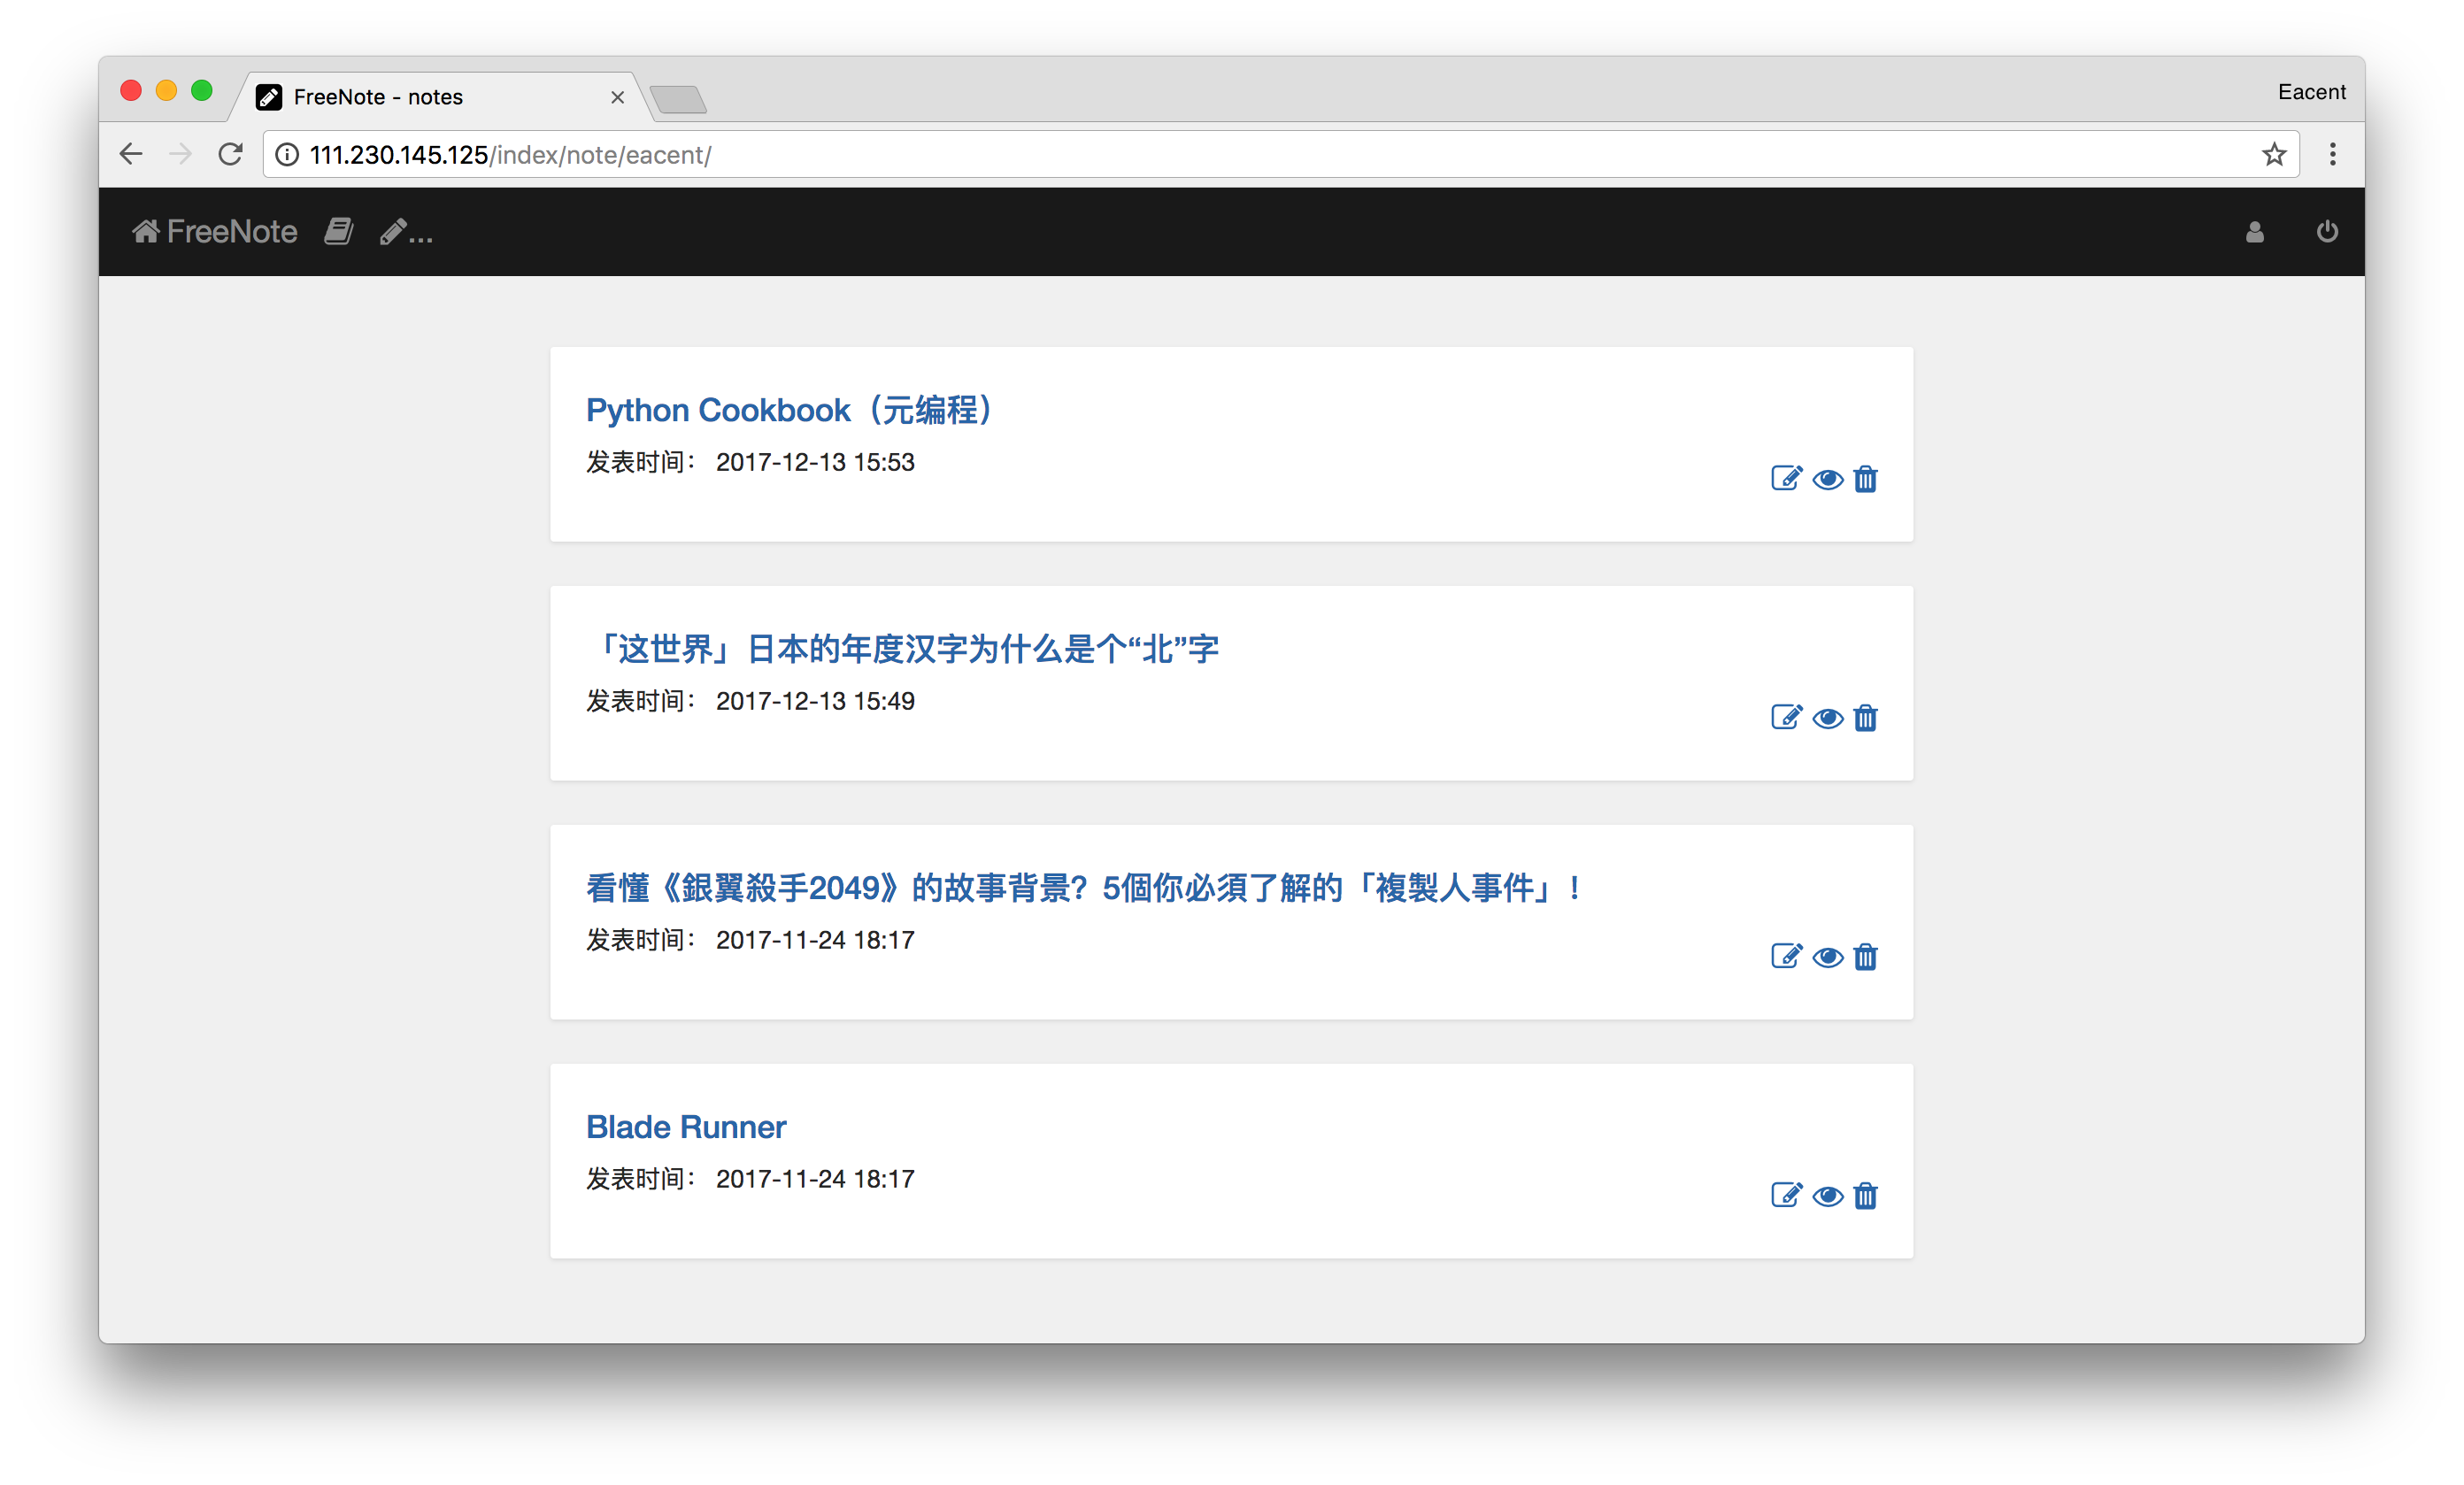 FreeNote - notes
Eacent
111.230.145.125/index/note/eacent/
FreeNote ...
Python Cookbook（元编程）
发表时间： 2017-12-13 15:53
「这世界」日本的年度汉字为什么是个“北”字
发表时间： 2017-12-13 15:49
看懂《銀翼殺手2049》的故事背景？5個你必須了解的「複製人事件」！
发表时间： 2017-11-24 18:17
Blade Runner
发表时间： 2017-11-24 18:17